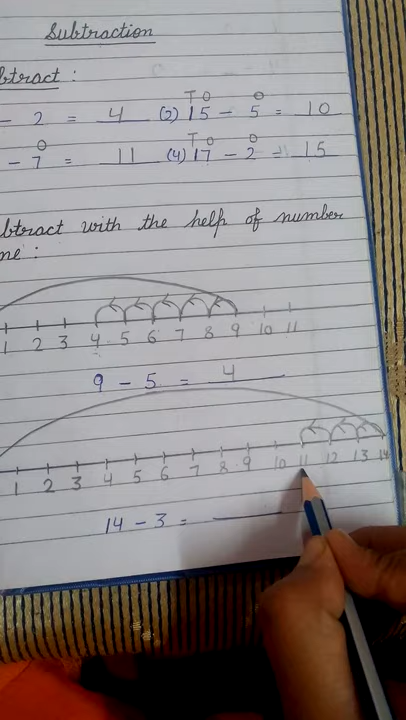 Subtraction
btract :
- 2 = 4 (2) 15 - 5 = 10
T O O
- 7 = 11 (4) 17 - 2 = 15
O T O O
btract with the help of number
ne :
1 2 3 4 5 6 7 8 9 10 11
9 - 5 = 4
1 2 3 4 5 6 7 8 9 10 11 12 13 14
14 - 3 =